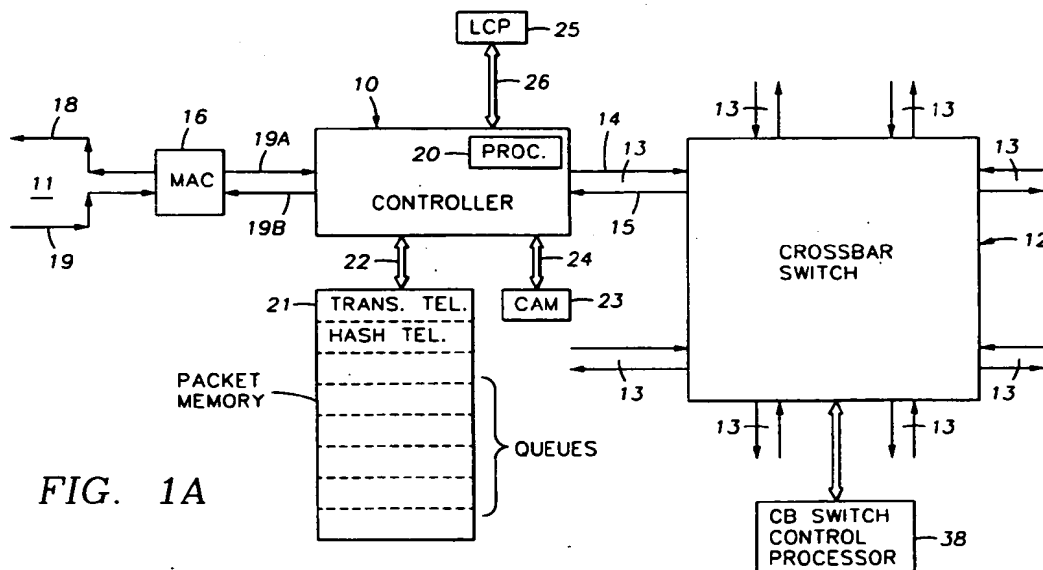 LCP
25
26
18
16
10
19A
20
PROC.
14
13
13
13
13
MAC
11
CONTROLLER
19
19B
15
12
CROSSBAR
SWITCH
22
24
21
TRANS. TEL.
CAM
23
HASH TEL.
PACKET
MEMORY
13
13
QUEUES
13
13
FIG. 1A
CB SWITCH
CONTROL
PROCESSOR
38